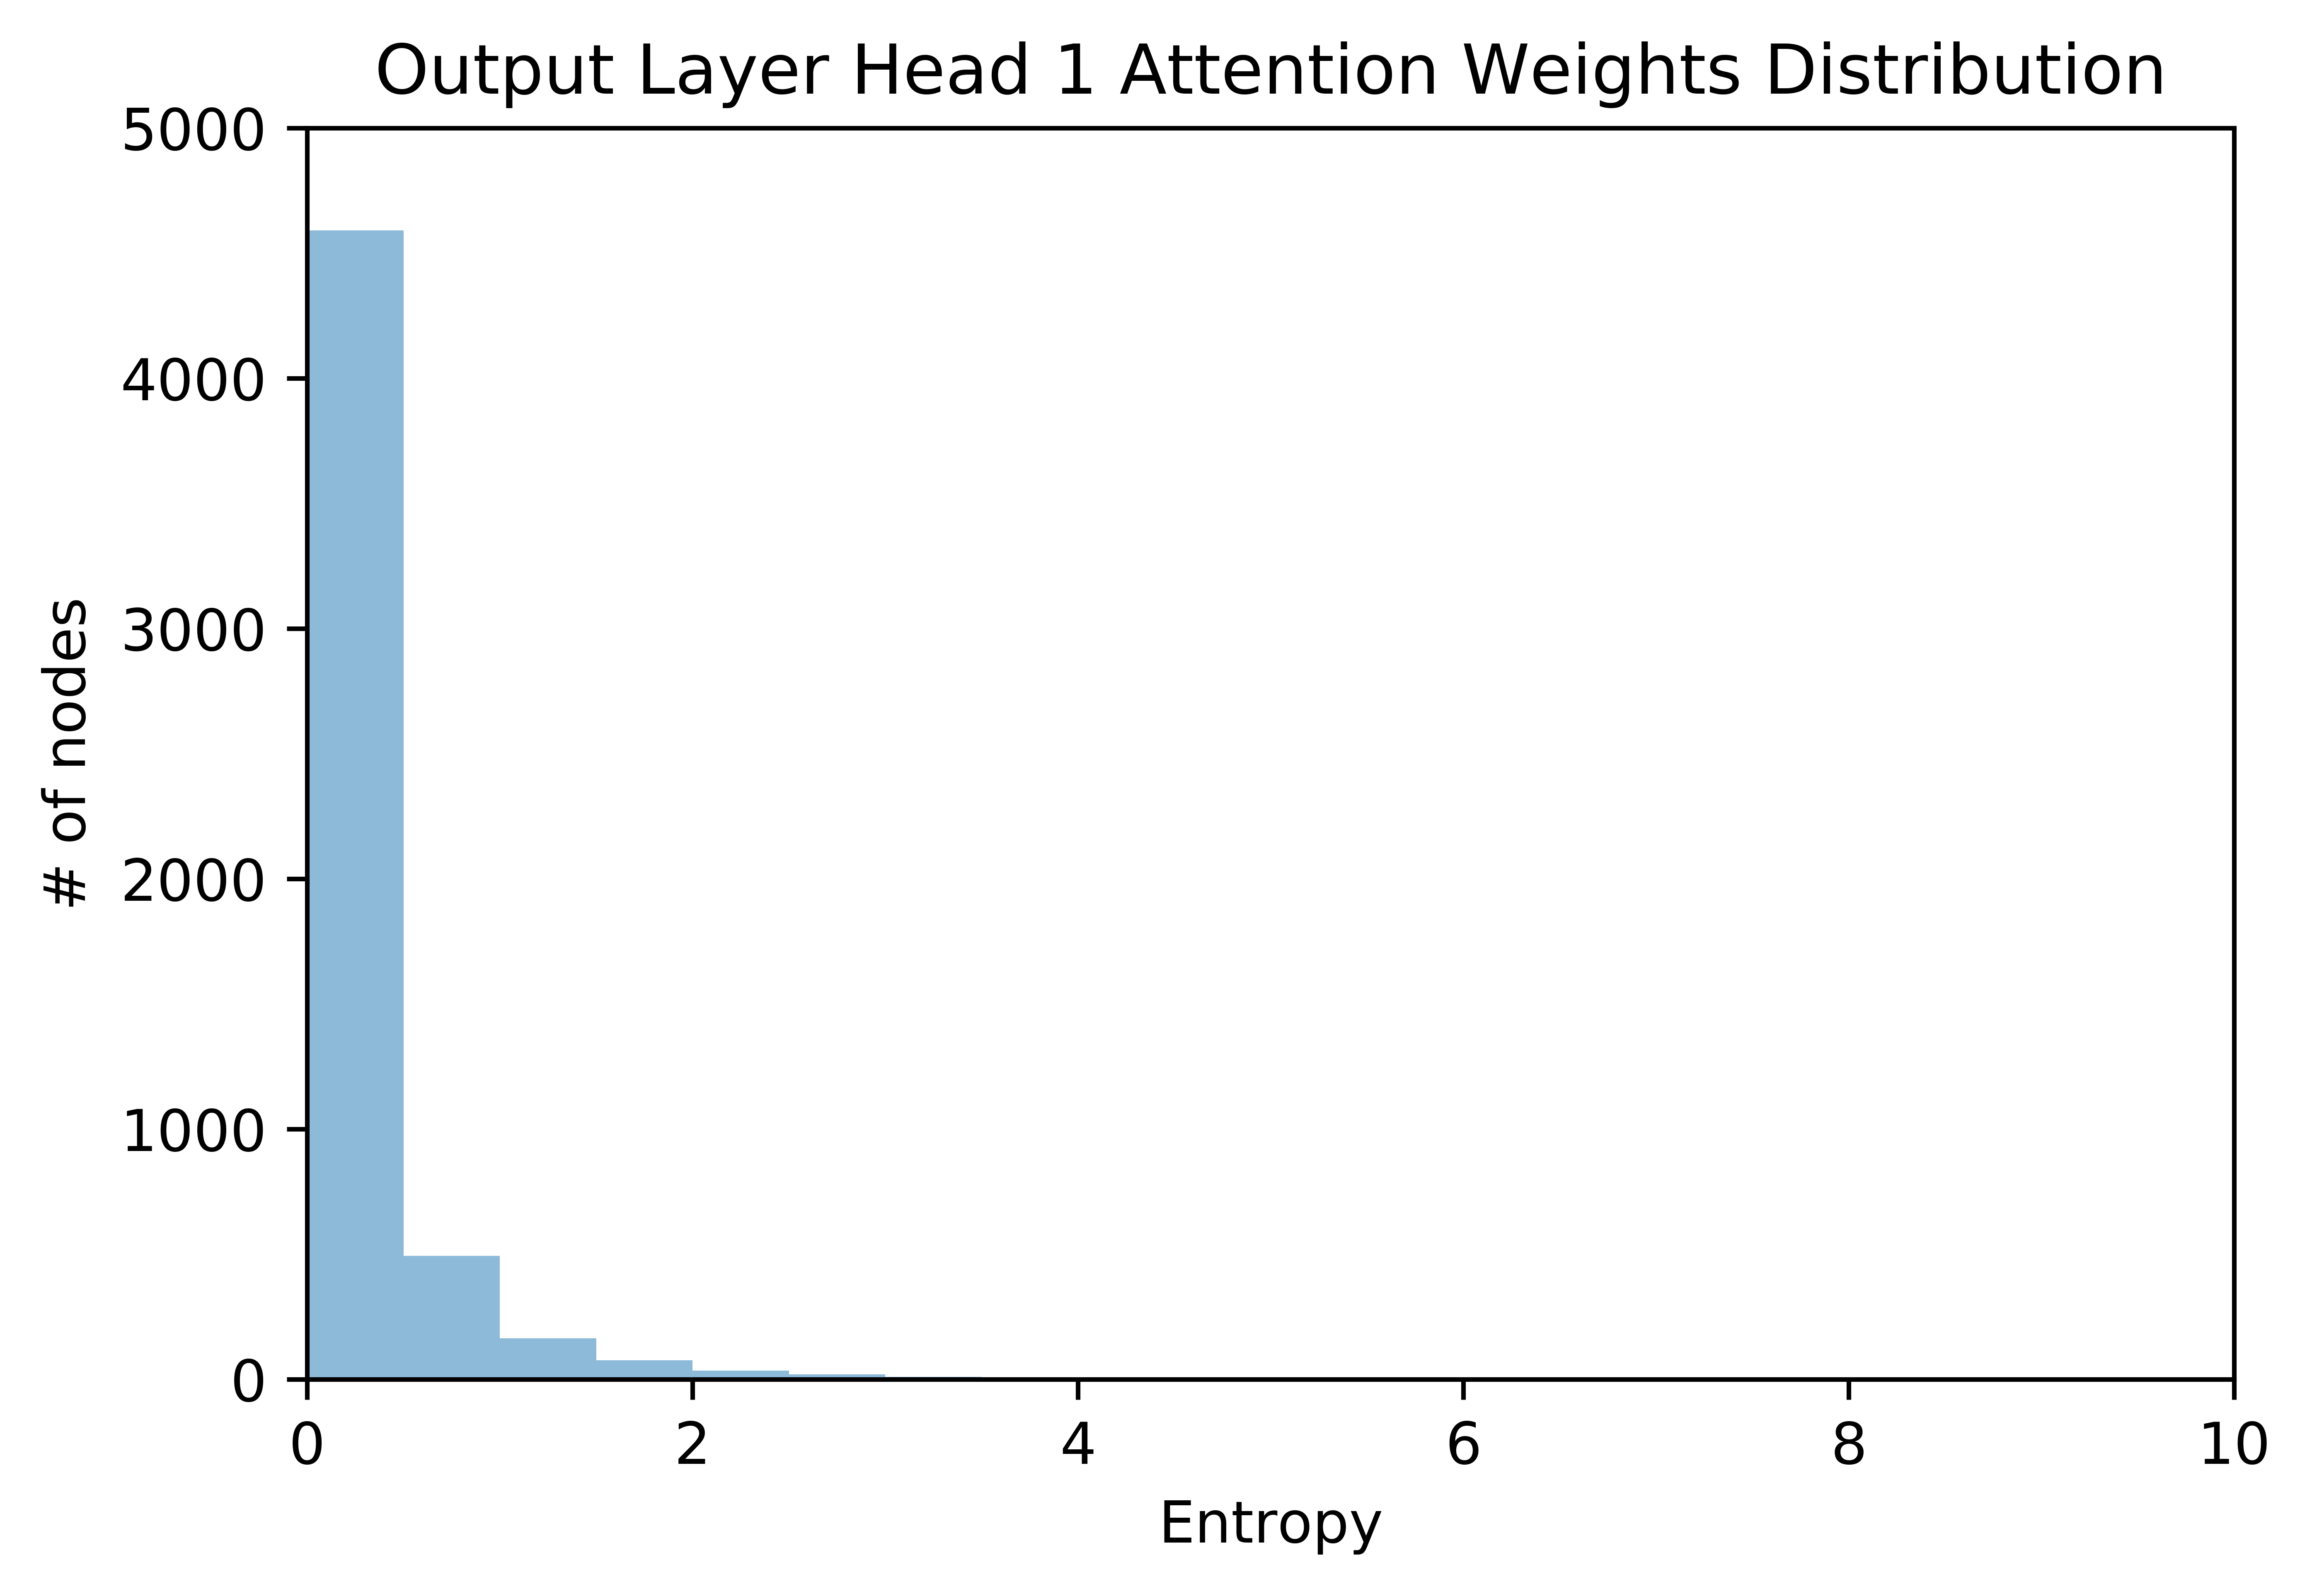 Output Layer Head 1 Attention Weights Distribution
5000
4000
3000
2000
1000
0
# of nodes
0 2 4 6 8 10
Entropy